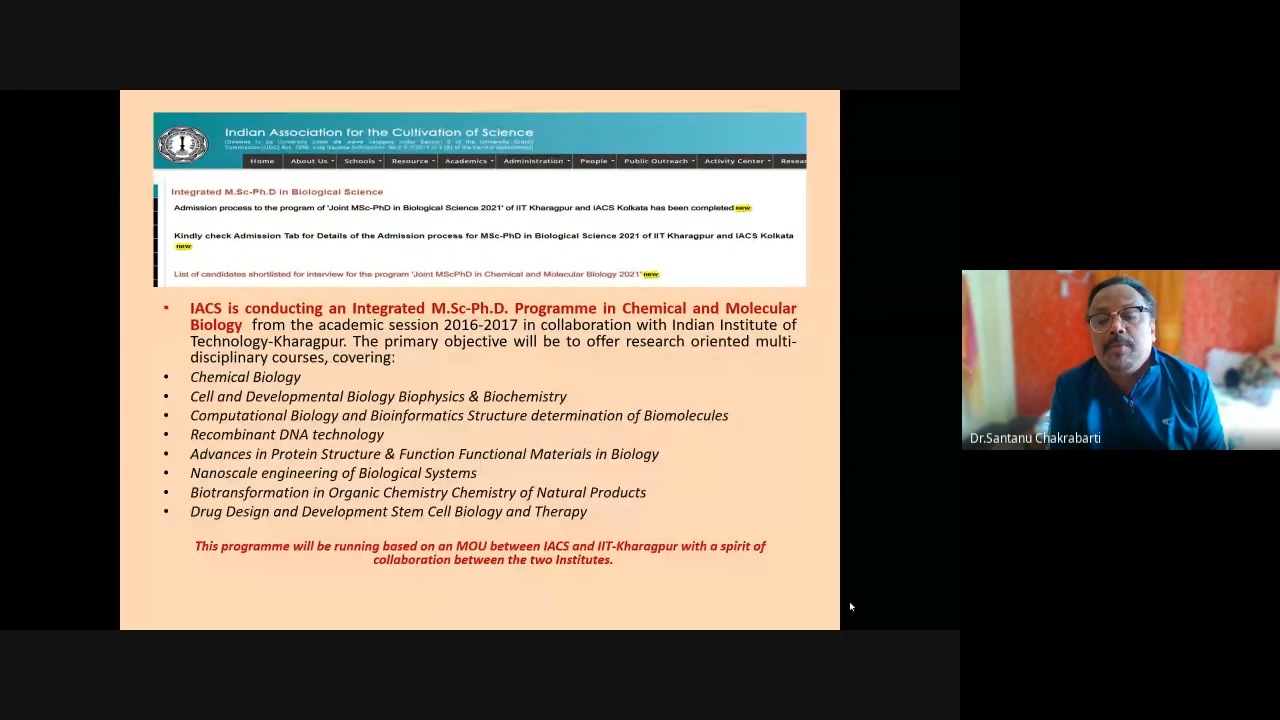 Indian Association for the Cultivation of Science
Home About Us Schools Resource Academics Administration People Public Outreach Activity Center Resear
Integrated M.Sc-Ph.D in Biological Science
Admission process to the program of 'Joint MSc-PhD in Biological Science 2021' of IIT Kharagpur and IACS Kolkata has been completed new
Kindly check Admission Tab for Details of the Admission process for MSc-PhD in Biological Science 2021 of IIT Kharagpur and IACS Kolkata
new
List of candidates shortlisted for interview for the program 'Joint MScPhD in Chemical and Molecular Biology 2021' new
• IACS is conducting an Integrated M.Sc-Ph.D. Programme in Chemical and Molecular
Biology from the academic session 2016-2017 in collaboration with Indian Institute of
Technology-Kharagpur. The primary objective will be to offer research oriented multi-
disciplinary courses, covering:
• Chemical Biology
• Cell and Developmental Biology Biophysics & Biochemistry
• Computational Biology and Bioinformatics Structure determination of Biomolecules
• Recombinant DNA technology
• Advances in Protein Structure & Function Functional Materials in Biology
• Nanoscale engineering of Biological Systems
• Biotransformation in Organic Chemistry Chemistry of Natural Products
• Drug Design and Development Stem Cell Biology and Therapy
This programme will be running based on an MOU between IACS and IIT-Kharagpur with a spirit of
collaboration between the two Institutes.
Dr.Santanu Chakrabarti